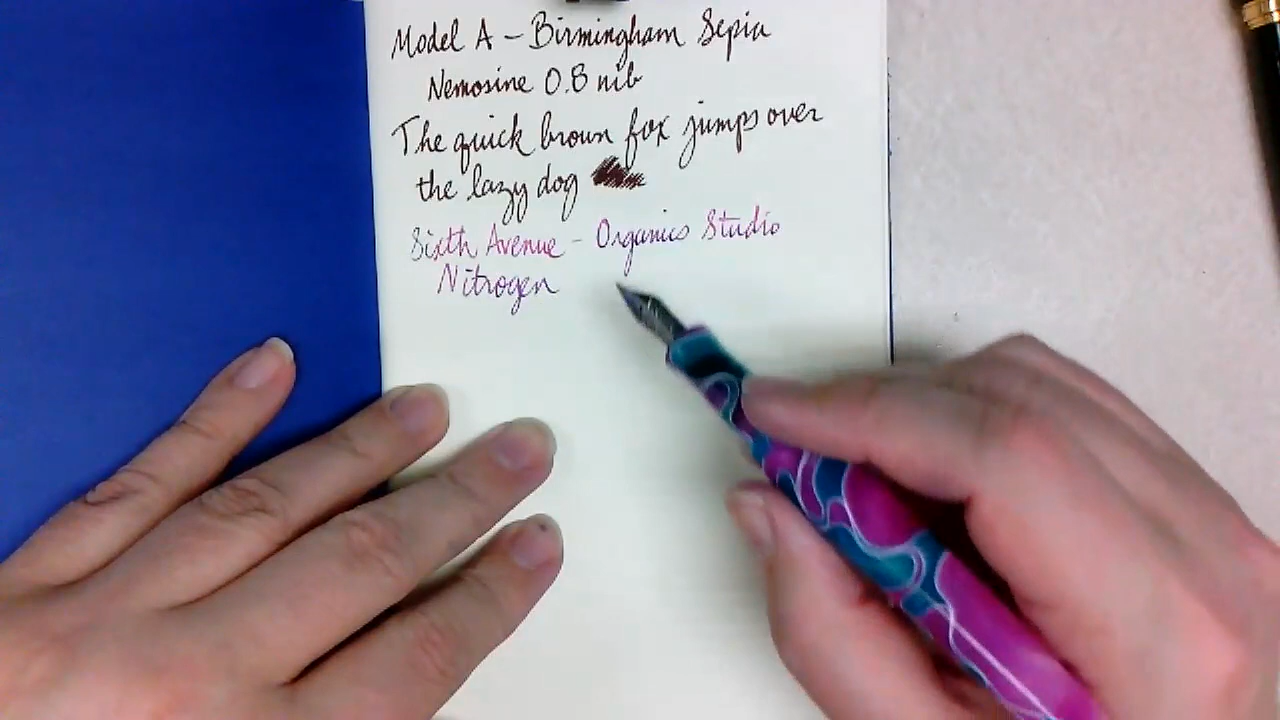 Model A - Birmingham Sepia
Nemosine 0.8 nib
The quick brown fox jumps over
the lazy dog
Sixth Avenue - Organics Studio
Nitrogen